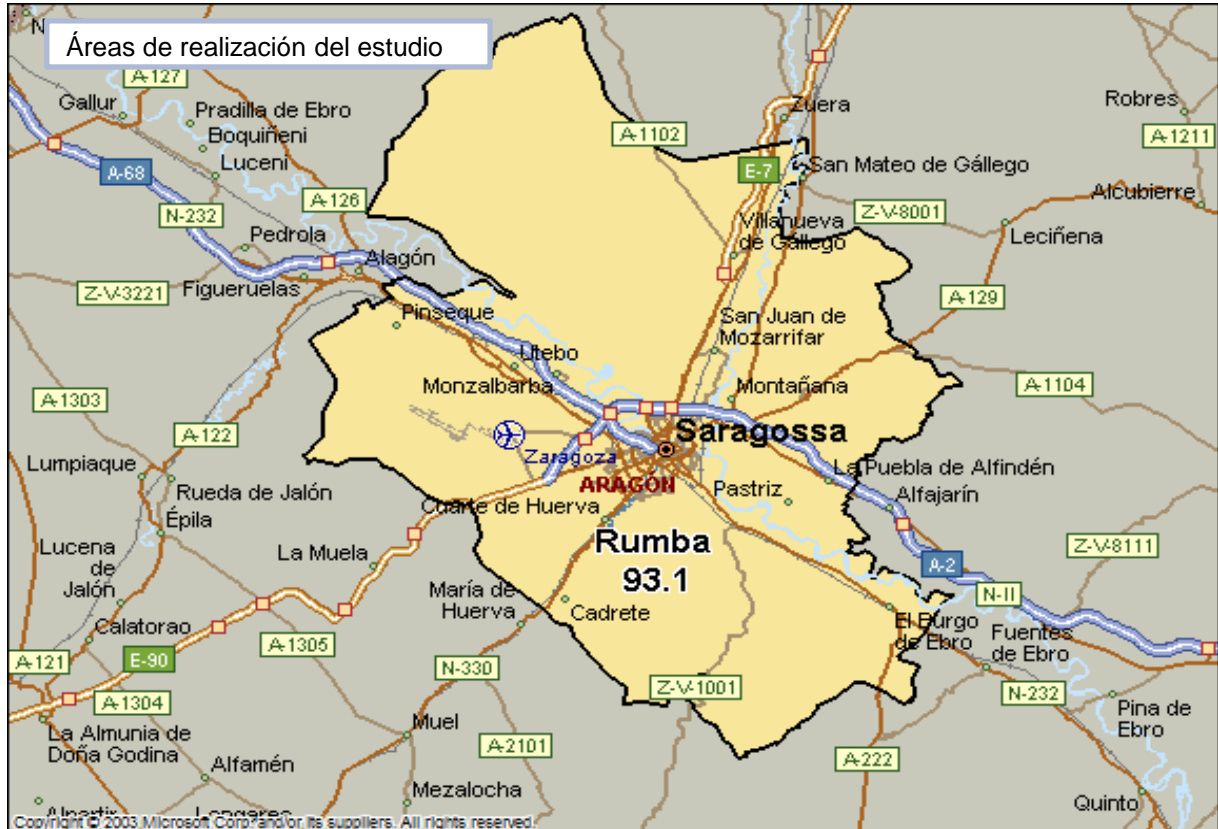 Áreas de realización del estudio
A-127
Gallur
Pradilla de Ebro
Boquiñeni
Luceni
A-68
N-232
A-126
Pedrola
Alagón
Z-V-3221
Figueruelas
A-1102
Zuera
Robres
A-1211
E-7
San Mateo de Gállego
Alcubierre
Villanueva
de Gállego
Z-V-8001
Leciñena
Pinseque
A-129
San Juan de
Mozarrifar
Utebo
Monzalbarba
Montañana
A-1104
A-1303
A-122
Saragossa
Zaragoza
ARAGÓN
Lumpiaque
Rueda de Jalón
La Puebla de Alfindén
Pastriz
Alfajarín
Cuarte de Huerva
Épila
Rumba
93.1
Lucena
de
Jalón
La Muela
A-2
Z-V-8111
N-II
María de
Huerva
Cadrete
Calatorao
A-1305
El Burgo
de Ebro
Fuentes
de Ebro
A-121
E-90
N-330
Z-V-1001
N-232
A-1304
Pina de
Ebro
La Almunia de
Doña Godina
Muel
A-2101
A-222
Alfamén
Mezalocha
Quinto
Alpartir
Longares
Copyright © 2003 Microsoft Corp. and/or its suppliers. All rights reserved.